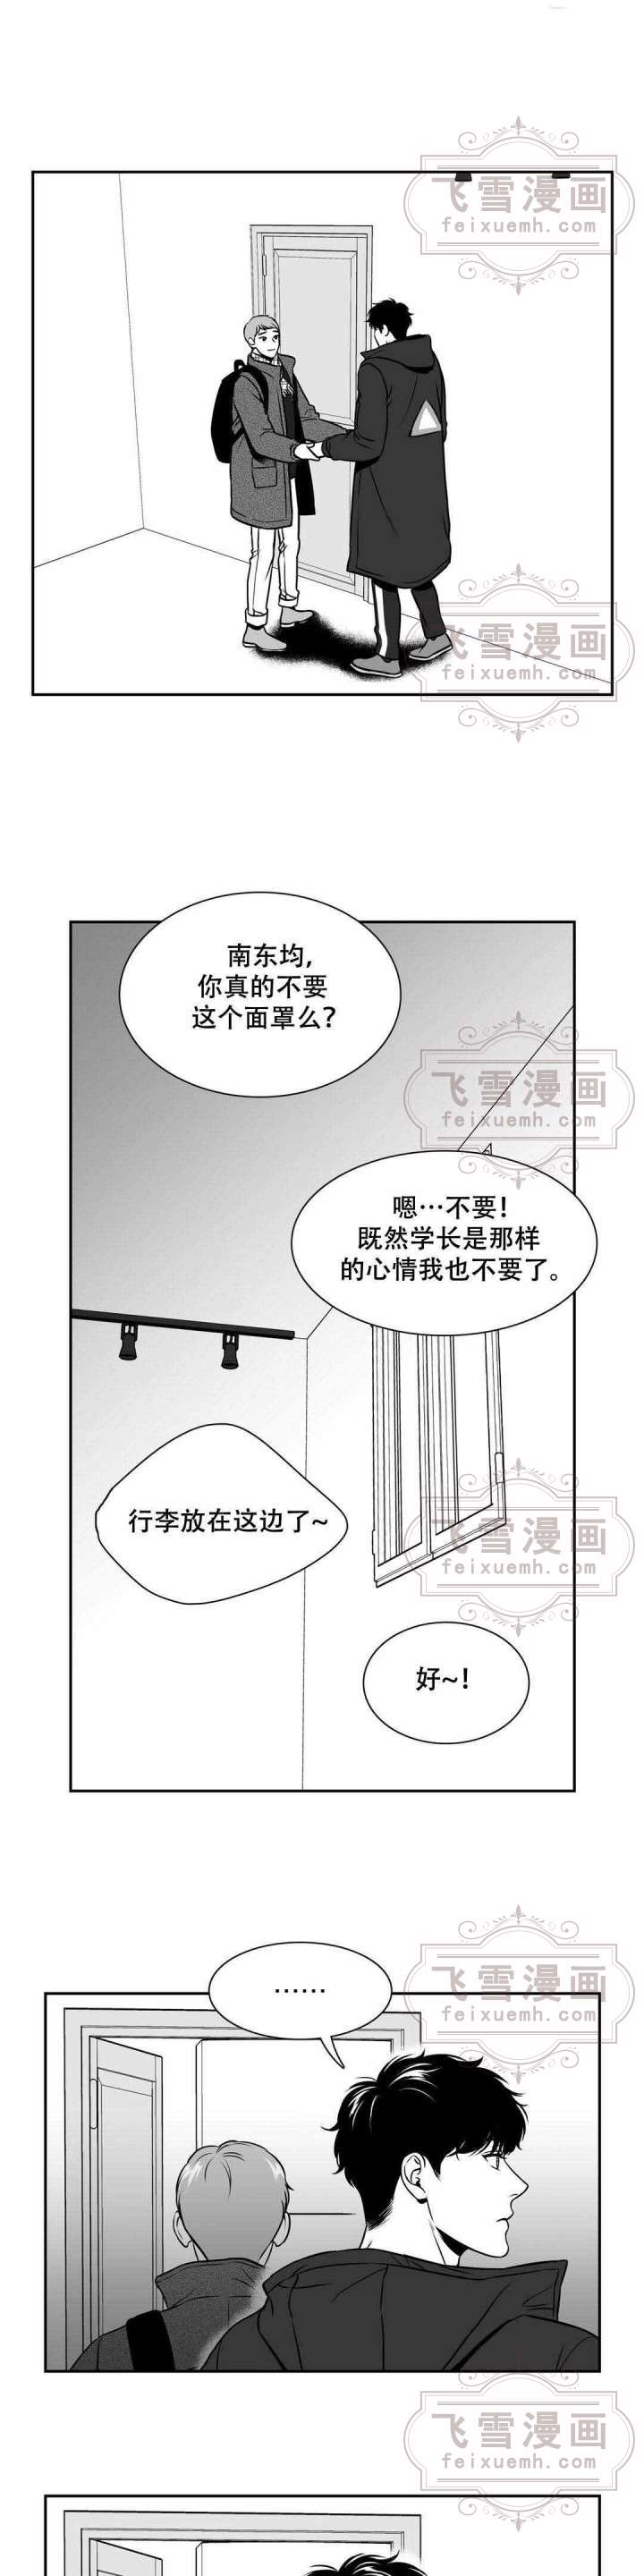 飞雪漫画
feixuemh.com
飞雪漫画
feixuemh.com
南东均，
你真的不要
这个面罩么？
飞雪漫画
feixuemh.com
嗯…不要！
既然学长是那样
的心情我也不要了。
行李放在这边了~
飞雪漫画
feixuemh.com
好~！
飞雪漫画
feixuemh.com
……
飞雪漫画
feixuemh.com